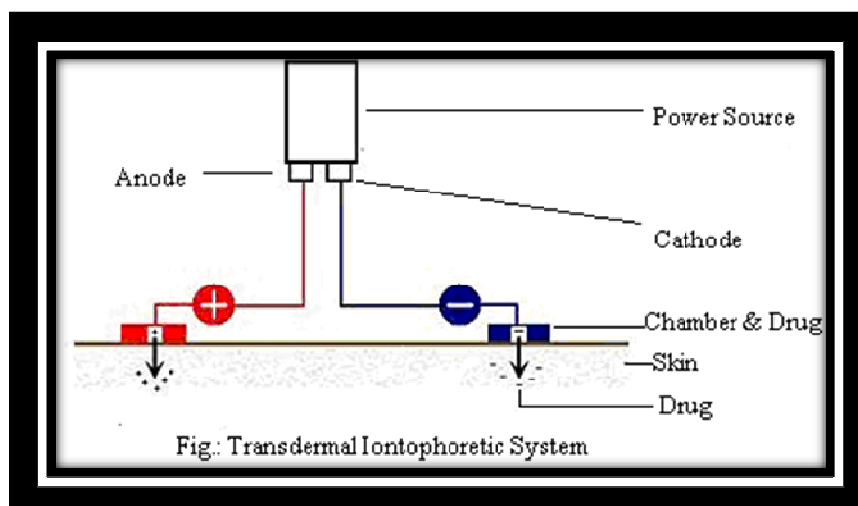 Power Source
Anode
Cathode
+
−
Chamber & Drug
+
−
Skin
Drug
Fig.: Transdermal Iontophoretic System